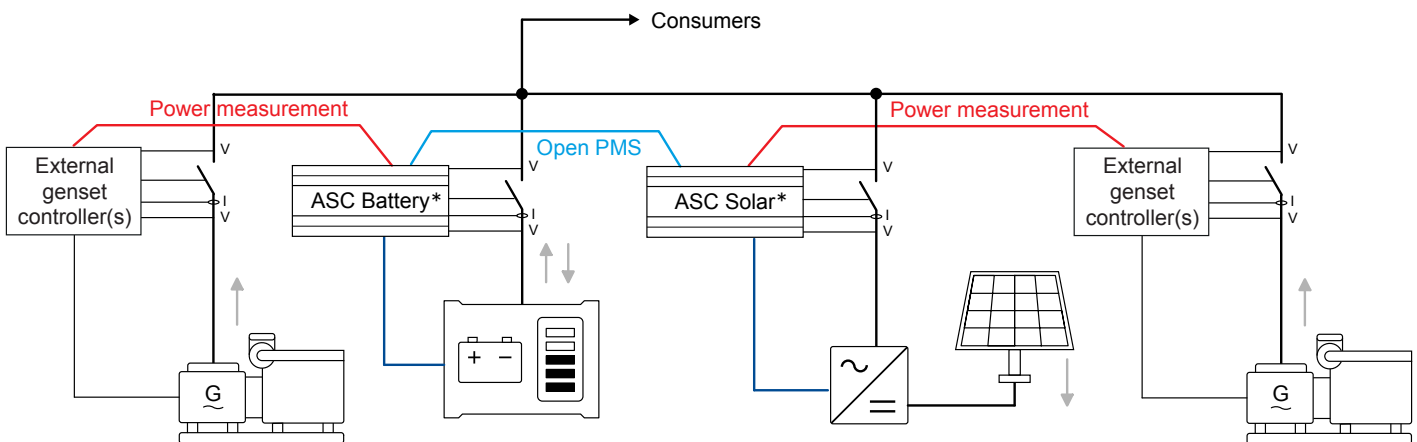 Consumers
Power measurement
Open PMS
Power measurement
External
genset
controller(s)
V
I
V
ASC Battery*
V
I
V
ASC Solar*
V
I
V
External
genset
controller(s)
V
I
V
G
~
+ −
~
=
G
~